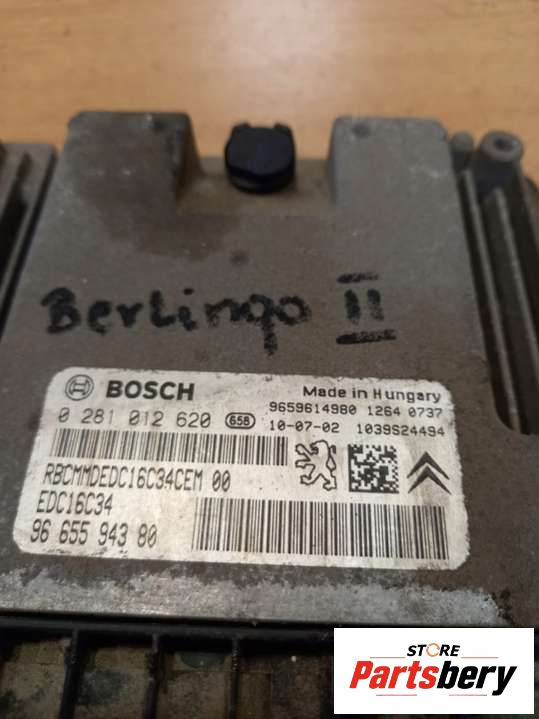 Berlingo II
BOSCH
Made in Hungary
0 281 012 620 658
9659614980 1264 0737
10-07-02 1039S24494
RBCMMDEDC16C34CEM 00
EDC16C34
96 655 943 80
STORE
Partsbery